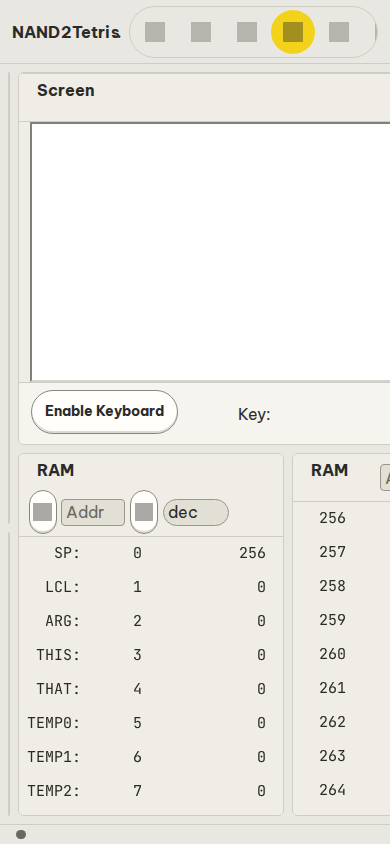 NAND2Tetris
Screen
Enable Keyboard
Key:
RAM
Addr
dec
SP: 0 256
LCL: 1 0
ARG: 2 0
THIS: 3 0
THAT: 4 0
TEMP0: 5 0
TEMP1: 6 0
TEMP2: 7 0
RAM
256
257
258
259
260
261
262
263
264